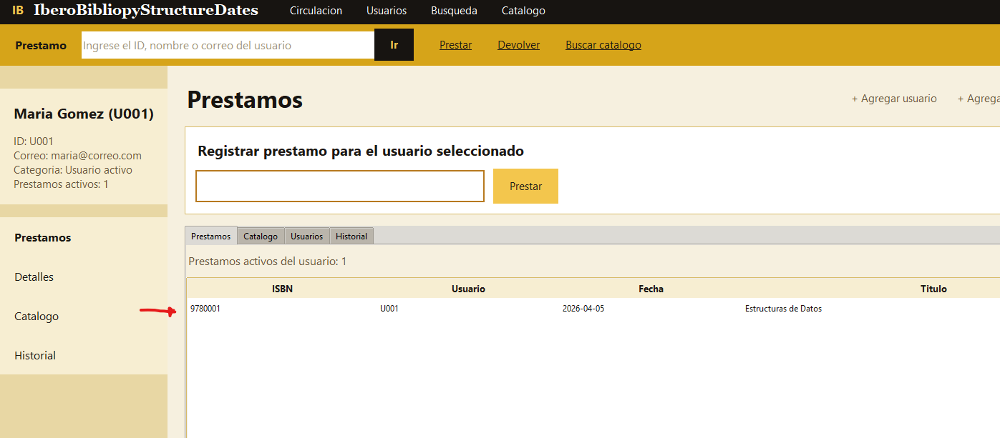 IB IberoBibliopyStructureDates Circulacion Usuarios Busqueda Catalogo
Prestamo Ingrese el ID, nombre o correo del usuario Ir Prestar Devolver Buscar catalogo
Maria Gomez (U001)
ID: U001
Correo: maria@correo.com
Categoria: Usuario activo
Prestamos activos: 1
Prestamos
Detalles
Catalogo
Historial
Prestamos
+ Agregar usuario + Agrega
Registrar prestamo para el usuario seleccionado
Prestar
Prestamos Catalogo Usuarios Historial
Prestamos activos del usuario: 1
ISBN Usuario Fecha Titulo
9780001 U001 2026-04-05 Estructuras de Datos